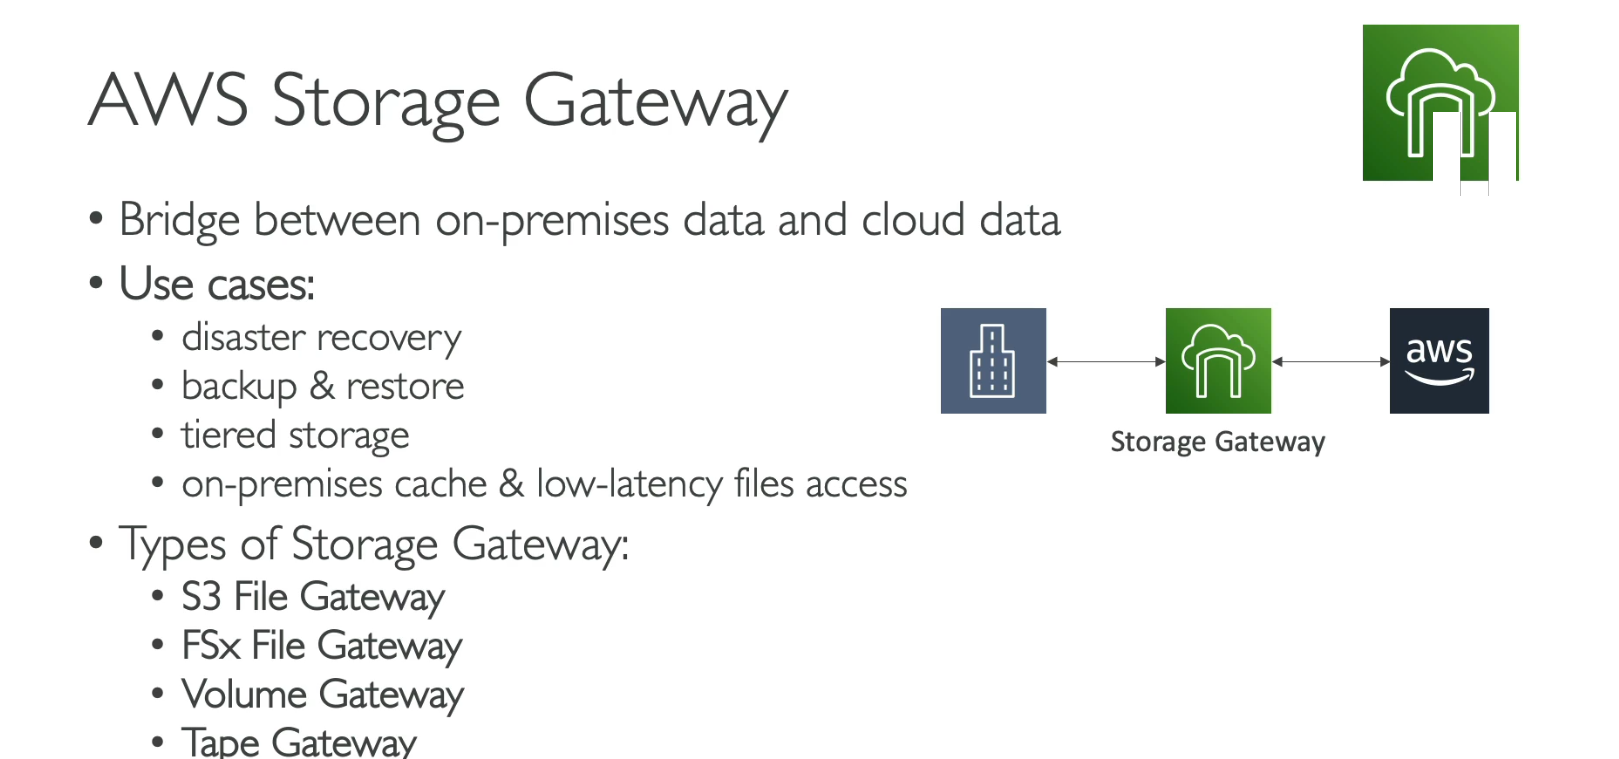 AWS Storage Gateway
• Bridge between on-premises data and cloud data
• Use cases:
• disaster recovery
• backup & restore
• tiered storage
• on-premises cache & low-latency files access
• Types of Storage Gateway:
• S3 File Gateway
• FSx File Gateway
• Volume Gateway
• Tape Gateway
aws
Storage Gateway